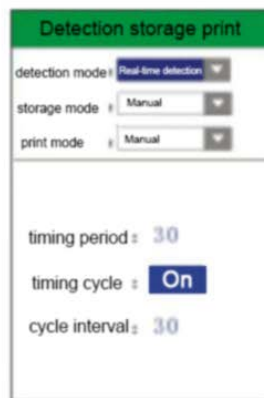 Detection storage print
detection mode: Real-time detection
storage mode : Manual
print mode : Manual
timing period : 30
timing cycle : On
cycle interval : 30